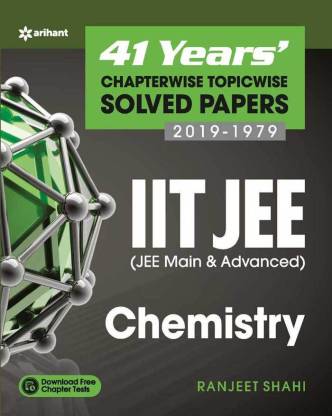 arihant
41 Years'
CHAPTERWISE TOPICWISE
SOLVED PAPERS
2019-1979
IIT JEE
(JEE Main & Advanced)
Chemistry
Download Free
Chapter Tests
RANJEET SHAHI